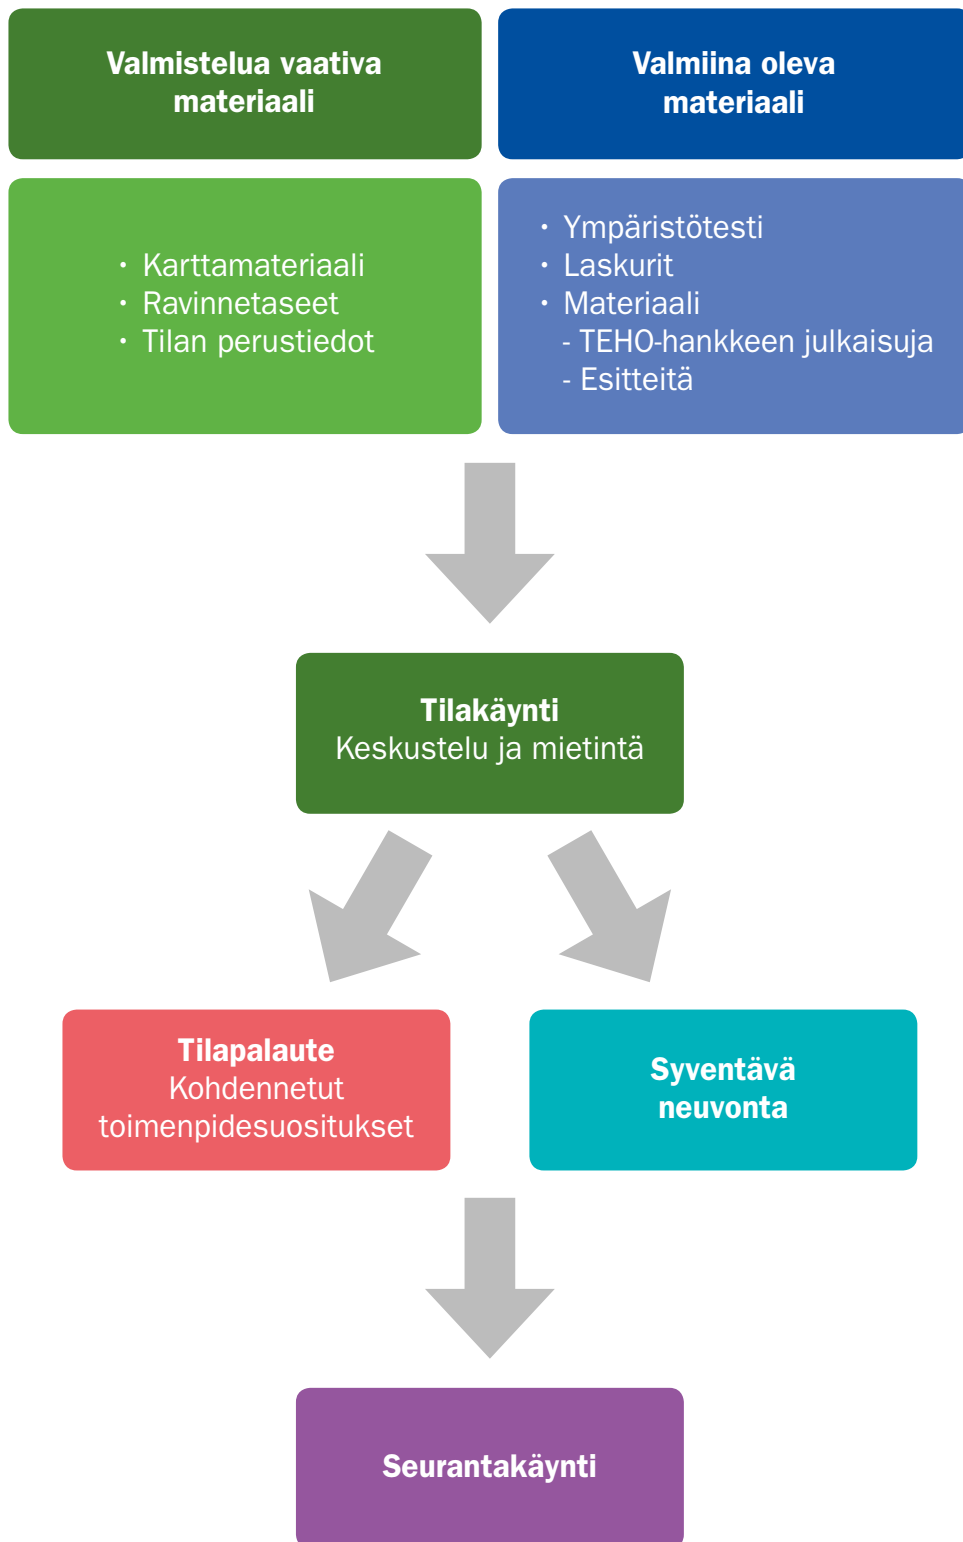 Valmistelua vaativa
materiaali
Valmiina oleva
materiaali
· Karttamateriaali
· Ravinnetaseet
· Tilan perustiedot
· Ympäristötesti
· Laskurit
· Materiaali
- TEHO-hankkeen julkaisuja
- Esitteitä
Tilakäynti
Keskustelu ja mietintä
Tilapalaute
Kohdennetut
toimenpidesuositukset
Syventävä
neuvonta
Seurantakäynti